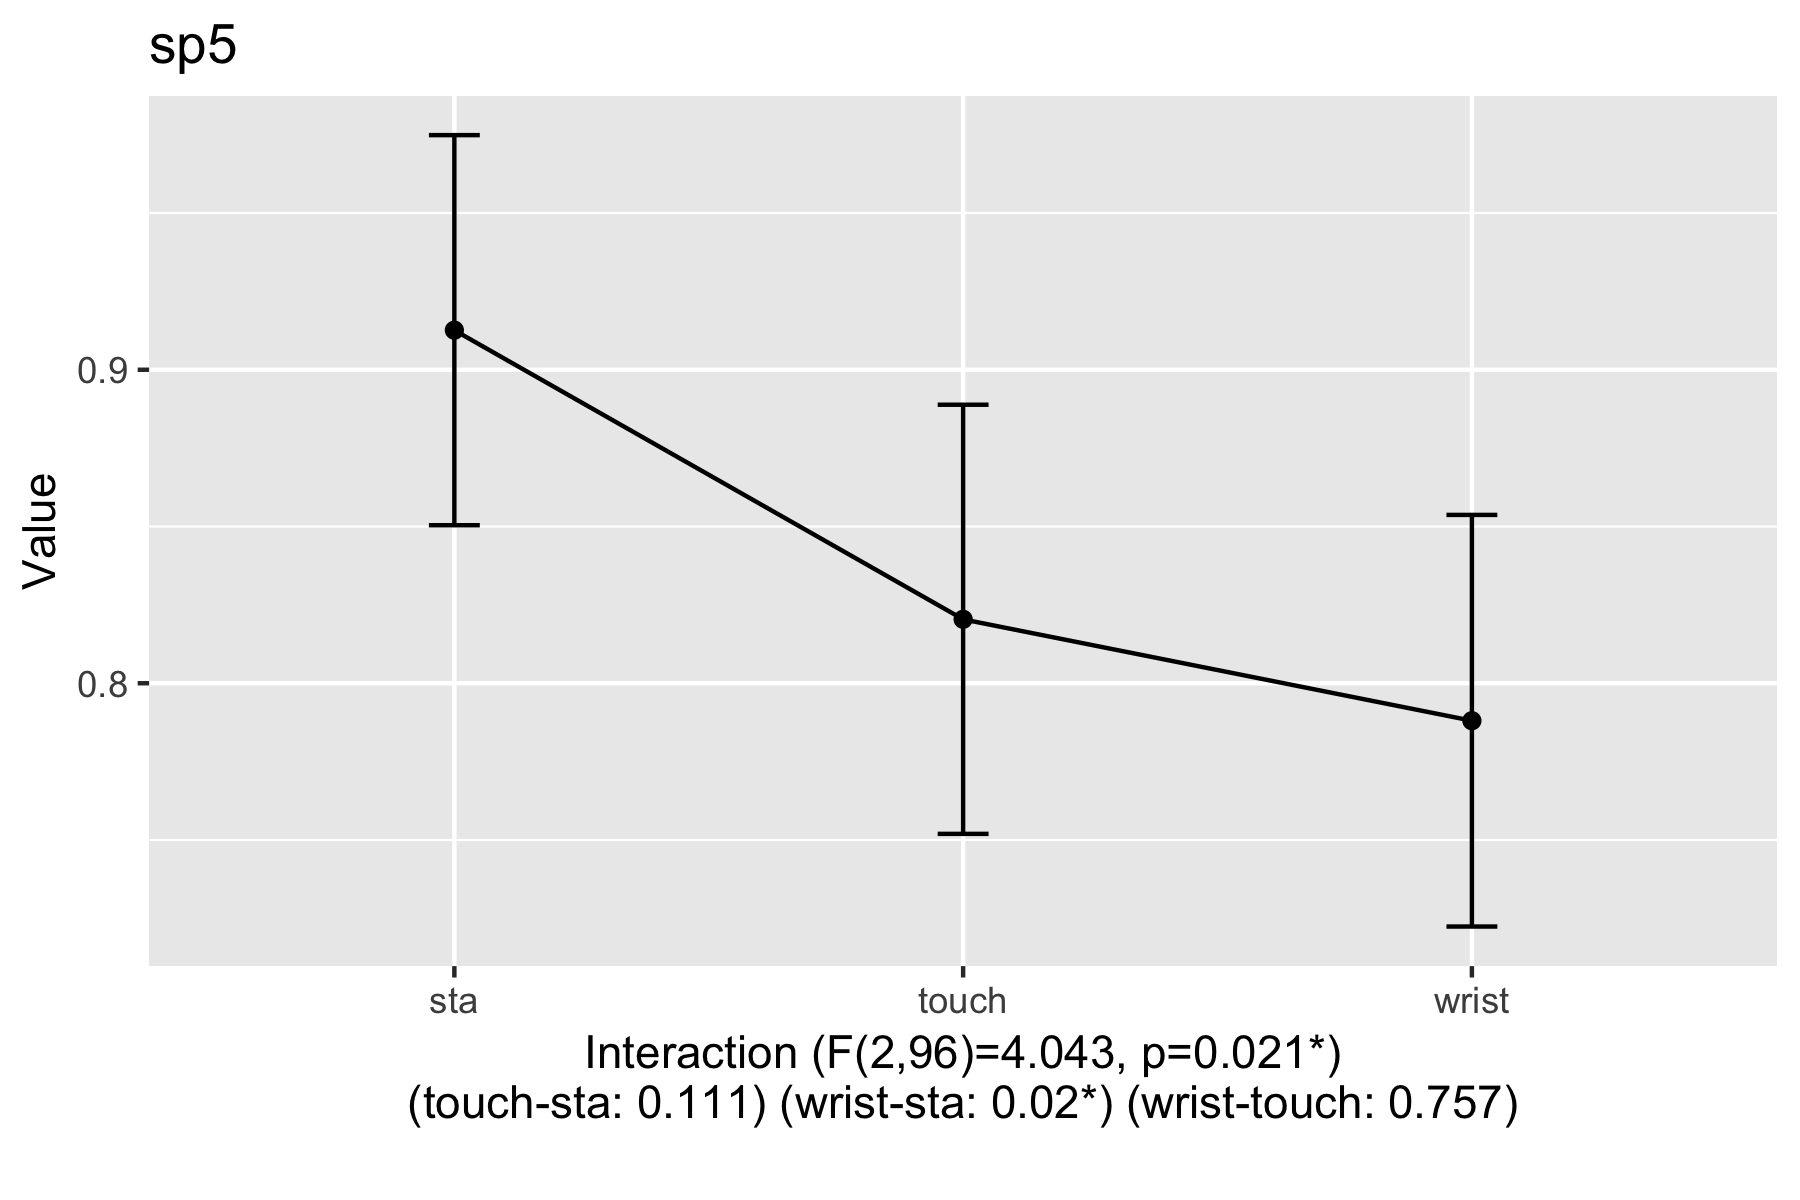 sp5
Value
0.9
0.8
sta touch wrist
Interaction (F(2,96)=4.043, p=0.021*)
(touch-sta: 0.111) (wrist-sta: 0.02*) (wrist-touch: 0.757)